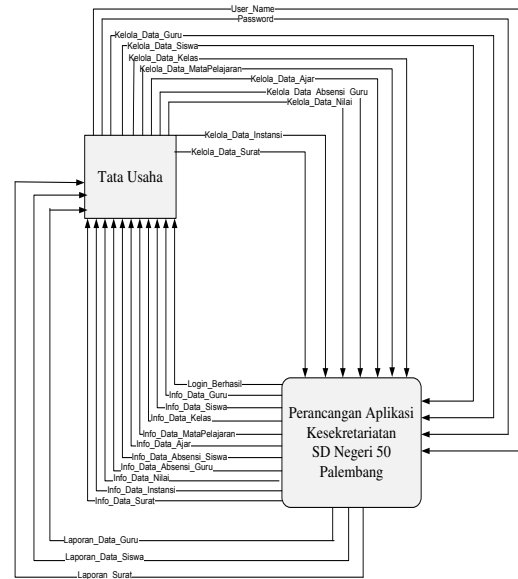 User_Name
Password
Kelola_Data_Guru
Kelola_Data_Siswa
Kelola_Data_Kelas
Kelola_Data_MataPelajaran
Kelola_Data_Ajar
Kelola_Data_Absensi_Guru
Kelola_Data_Nilai
Kelola_Data_Instansi
Kelola_Data_Surat
Tata Usaha
Login_Berhasil
Info_Data_Guru
Info_Data_Siswa
Info_Data_Kelas
Info_Data_MataPelajaran
Info_Data_Ajar
Info_Data_Absensi_Siswa
Info_Data_Absensi_Guru
Info_Data_Nilai
Info_Data_Instansi
Info_Data_Surat
Perancangan Aplikasi
Kesekretariatan
SD Negeri 50
Palembang
Laporan_Data_Guru
Laporan_Data_Siswa
Laporan_Surat